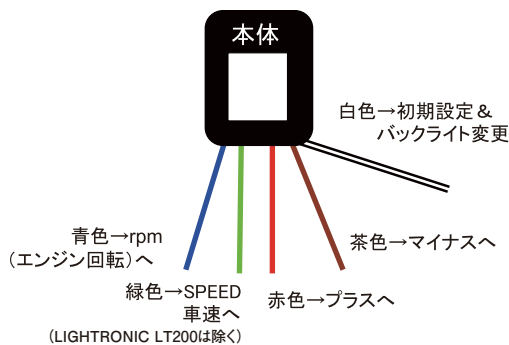 本体
白色→初期設定＆
バックライト変更
青色→rpm
（エンジン回転）へ
茶色→マイナスへ
緑色→SPEED
車速へ
（LIGHTRONIC LT200は除く）
赤色→プラスへ